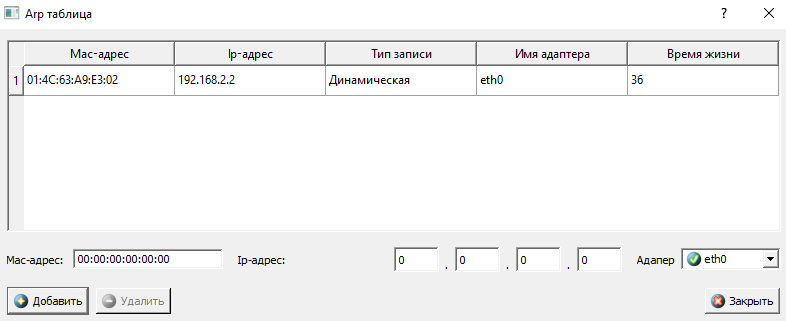 Arp таблица
Mac-адрес Ip-адрес Тип записи Имя адаптера Время жизни
1 01:4C:63:A9:E3:02 192.168.2.2 Динамическая eth0 36
Mac-адрес: 00:00:00:00:00:00 Ip-адрес: 0 . 0 . 0 . 0 Адапер eth0
Добавить Удалить Закрыть